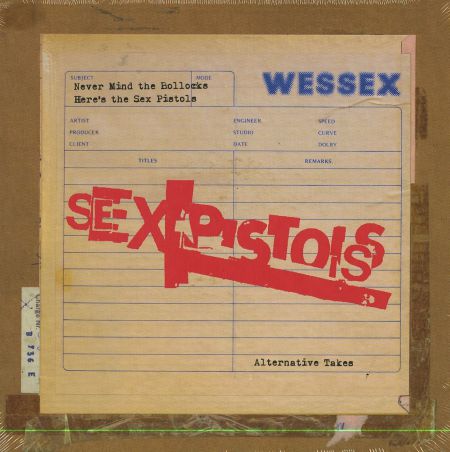 SUBJECT MODE
Never Mind the Bollocks
Here's the Sex Pistols
WESSEX
ARTIST ENGINEER SPEED
PRODUCER STUDIO CURVE
CLIENT DATE DOLBY
TITLES REMARKS
SEX PISTOLS
Alternative Takes
B 736 E